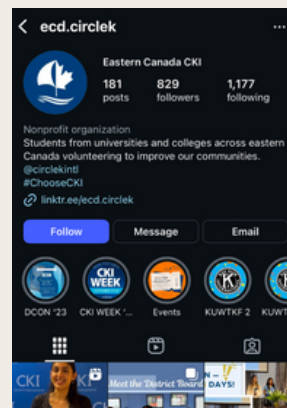 ecd.circlek
Eastern Canada CKI
181 829 1,177
posts followers following
Nonprofit organization
Students from universities and colleges across eastern
Canada volunteering to improve our communities.
@circlekintl
#ChooseCKI
linktr.ee/ecd.circlek
Follow Message Email
CKI
WEEK
DCON '23 CKI WEEK '... Events KUWTKF 2 KUWT
CKI
Meet the District Board
DAYS!